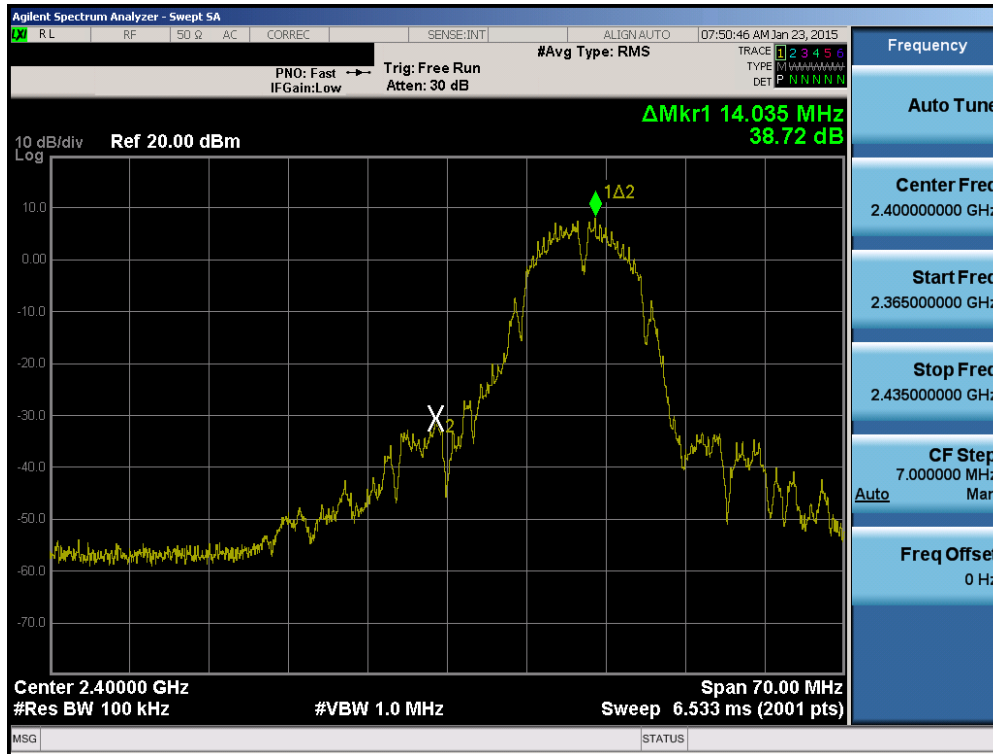 Agilent Spectrum Analyzer - Swept SA
LXI R L RF 50 Ω AC CORREC SENSE:INT ALIGN AUTO 07:50:46 AM Jan 23, 2015
#Avg Type: RMS
TRACE 1 2 3 4 5 6
TYPE M
DET P N N N N N
PNO: Fast
IFGain:Low
Trig: Free Run
Atten: 30 dB
ΔMkr1 14.035 MHz
38.72 dB
10 dB/div Ref 20.00 dBm
Log
10.0
0.00
-10.0
-20.0
-30.0
-40.0
-50.0
-60.0
-70.0
1Δ2
X2
Center 2.40000 GHz Span 70.00 MHz
#Res BW 100 kHz #VBW 1.0 MHz Sweep 6.533 ms (2001 pts)
MSG STATUS
Frequency
Auto Tune
Center Freq
2.400000000 GHz
Start Freq
2.365000000 GHz
Stop Freq
2.435000000 GHz
CF Step
7.000000 MHz
Auto Man
Freq Offset
0 Hz